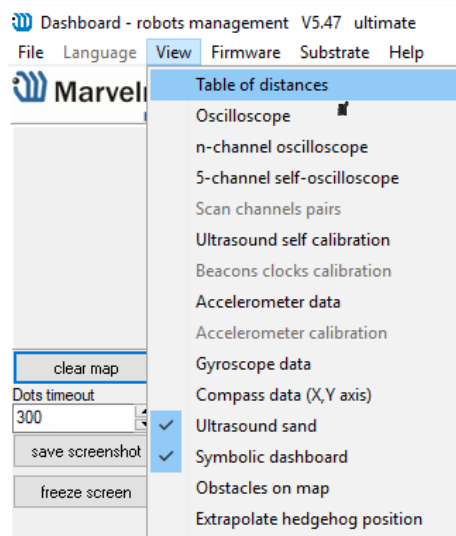 Dashboard - robots management V5.47 ultimate
File Language View Firmware Substrate Help
Marvel
Table of distances
Oscilloscope
n-channel oscilloscope
5-channel self-oscilloscope
Scan channels pairs
Ultrasound self calibration
Beacons clocks calibration
Accelerometer data
Accelerometer calibration
Gyroscope data
Compass data (X,Y axis)
Ultrasound sand
Symbolic dashboard
Obstacles on map
Extrapolate hedgehog position
clear map
Dots timeout
300
save screenshot
freeze screen